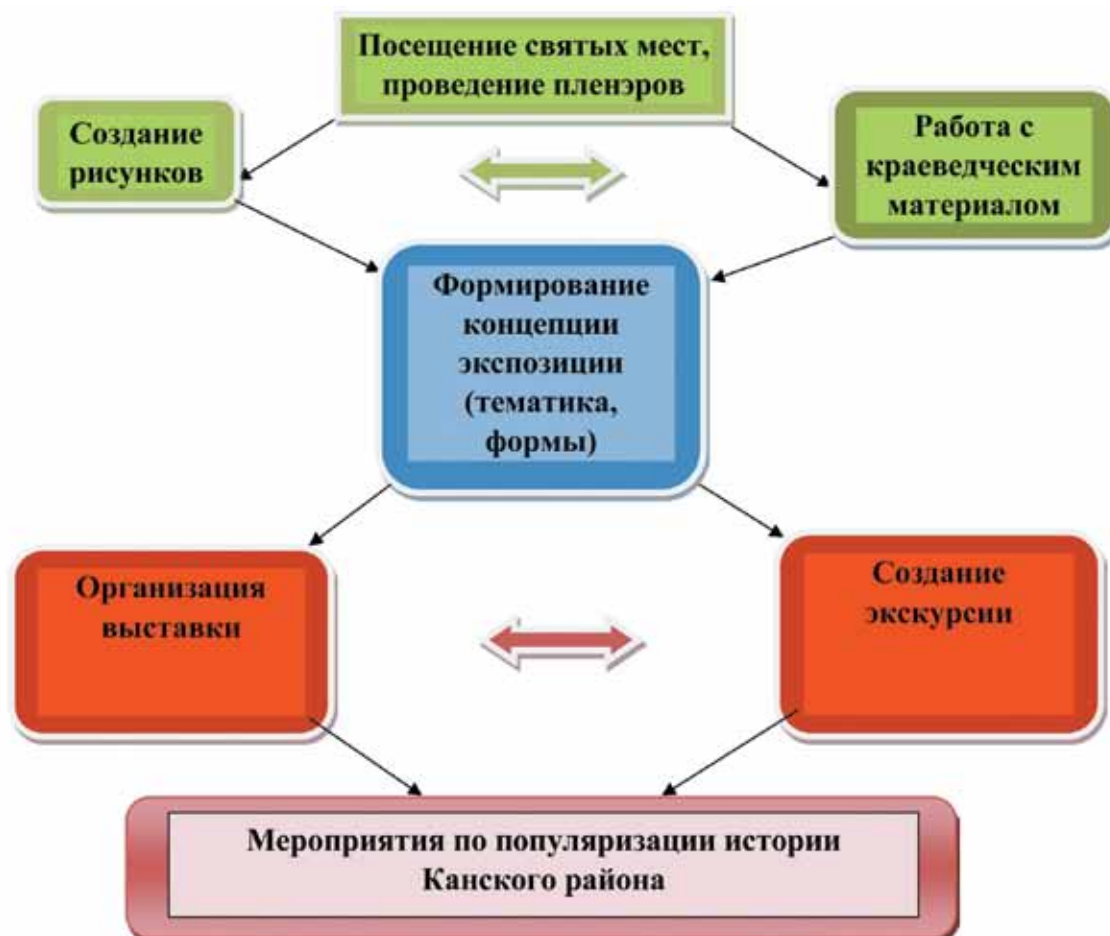 Посещение святых мест,
проведение пленэров
Создание
рисунков
Работа с
краеведческим
материалом
Формирование
концепции
экспозиции
(тематика,
формы)
Организация
выставки
Создание
экскурсии
Мероприятия по популяризации истории
Канского района